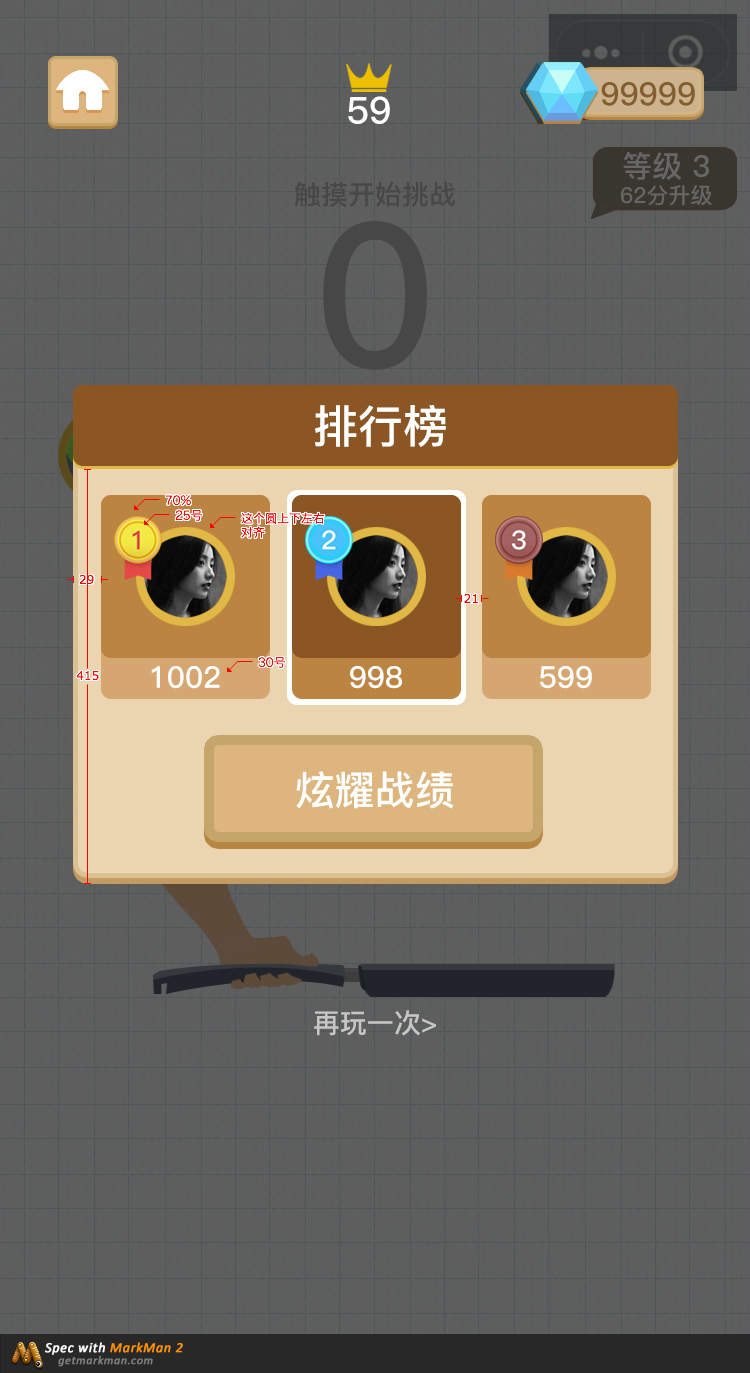 59
99999
等级 3
62分升级
触摸开始挑战
0
排行榜
70%
25号
这个圆上下左右
对齐
1
2
3
29
21
30号
415
1002
998
599
炫耀战绩
再玩一次>
Spec with MarkMan 2
getmarkman.com